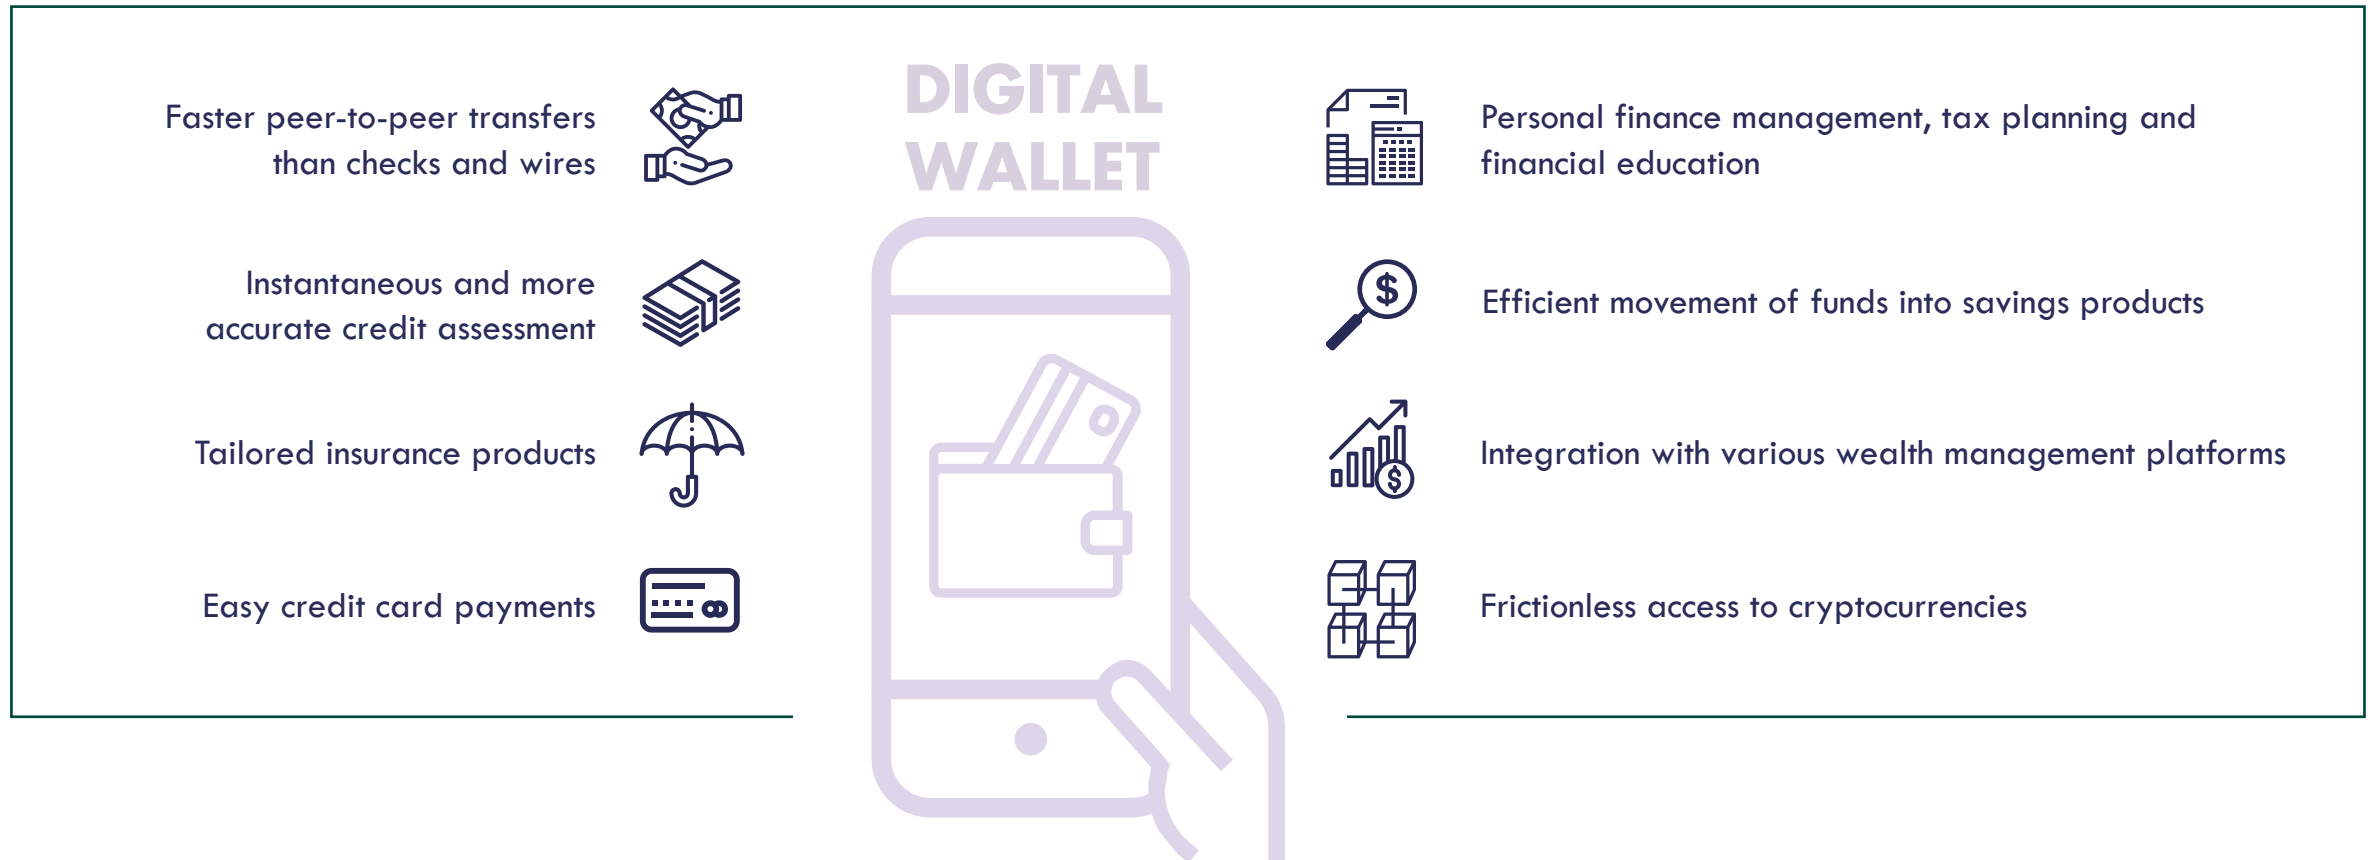 DIGITAL
WALLET
Faster peer-to-peer transfers
than checks and wires
Instantaneous and more
accurate credit assessment
Tailored insurance products
Easy credit card payments
Personal finance management, tax planning and
financial education
Efficient movement of funds into savings products
Integration with various wealth management platforms
Frictionless access to cryptocurrencies